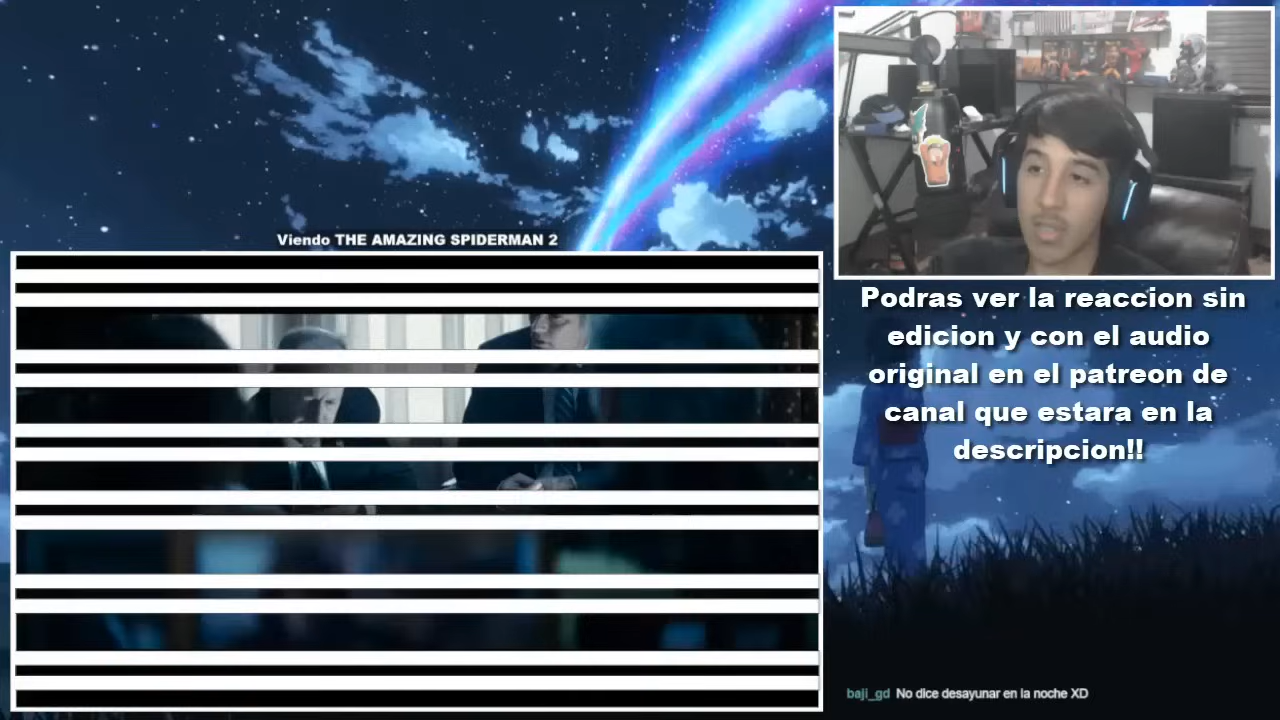 Viendo THE AMAZING SPIDERMAN 2
Podras ver la reaccion sin
edicion y con el audio
original en el patreon de
canal que estara en la
descripcion!!
baji_gd No dice desayunar en la noche XD